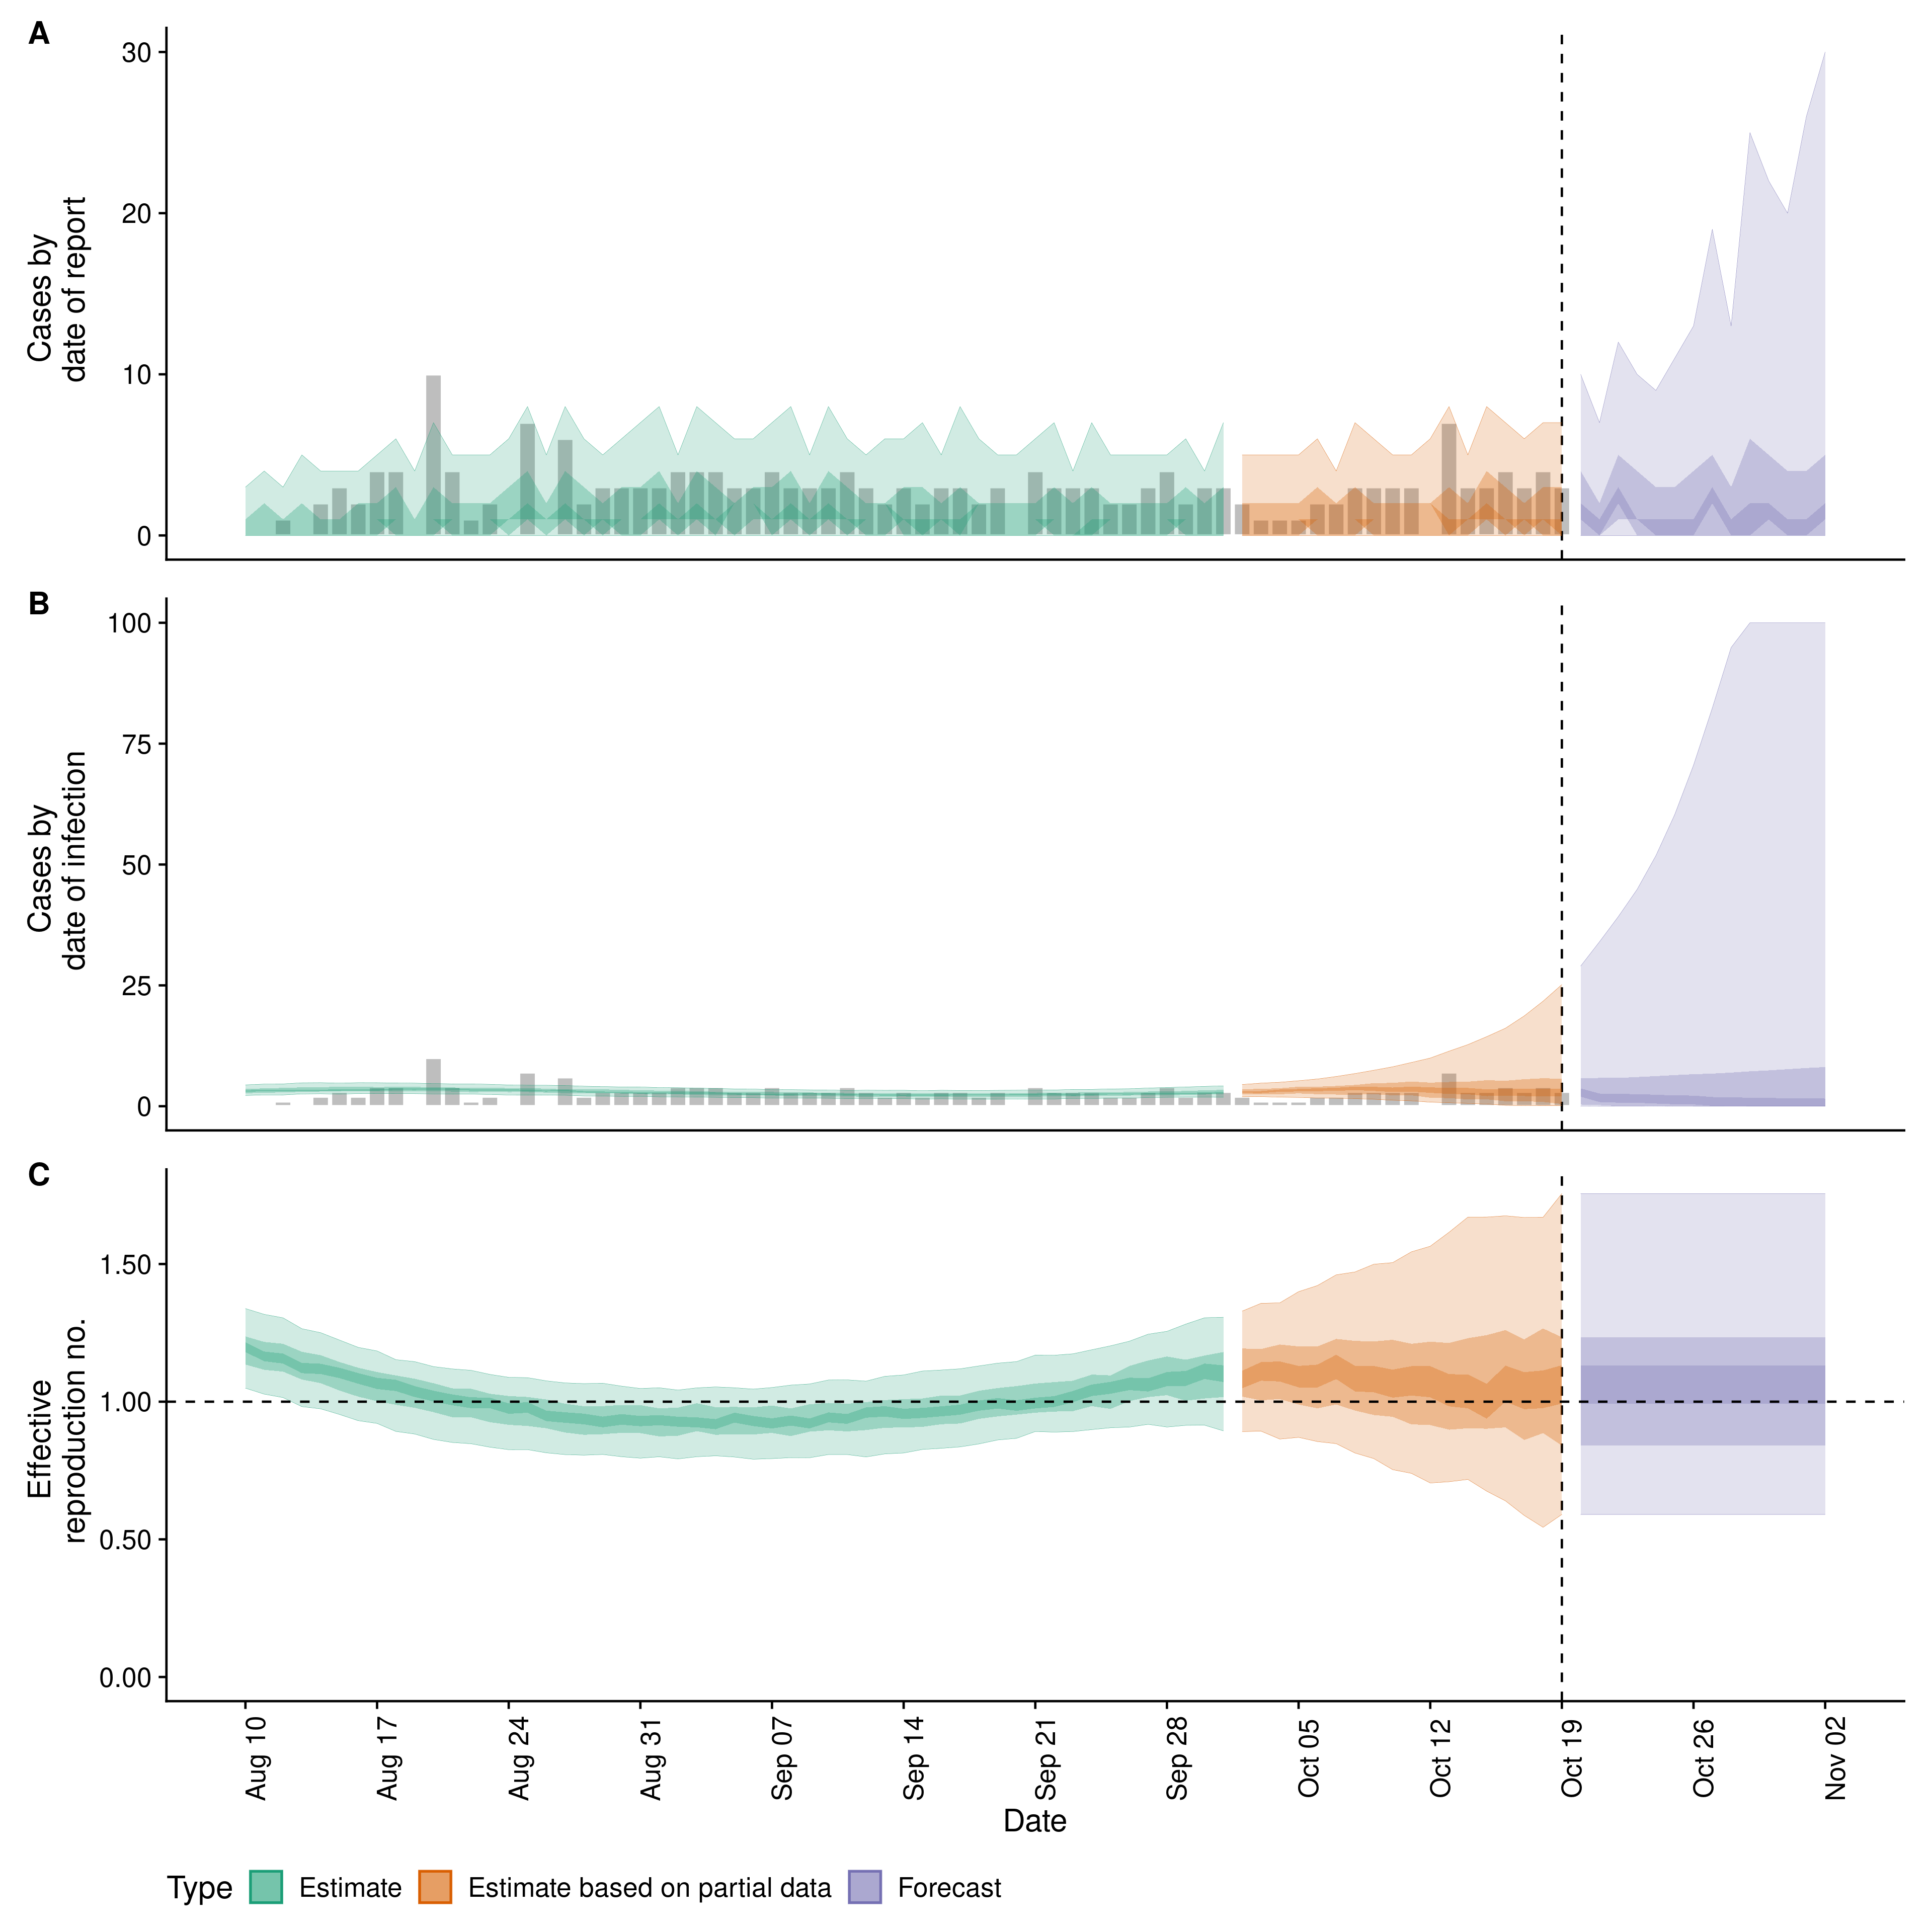 A
30
20
10
0
Cases by
date of report
B
100
75
50
25
0
Cases by
date of infection
C
1.50
1.00
0.50
0.00
Effective
reproduction no.
Aug 10
Aug 17
Aug 24
Aug 31
Sep 07
Sep 14
Sep 21
Sep 28
Oct 05
Oct 12
Oct 19
Oct 26
Nov 02
Date
Type Estimate Estimate based on partial data Forecast